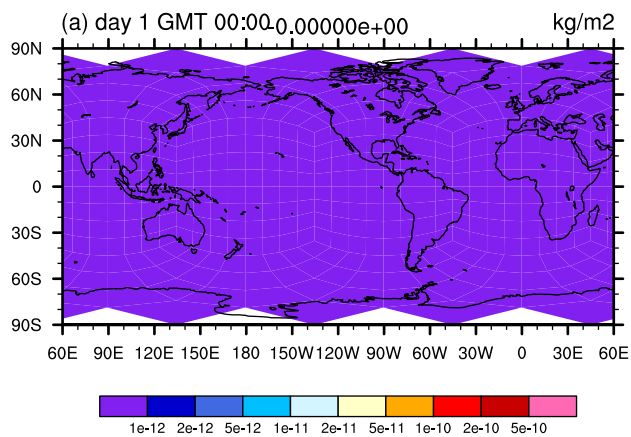 (a) day 1 GMT 00:00 -0.00000e+00 kg/m2
90N
60N
30N
0
30S
60S
90S
60E 90E 120E 150E 180 150W 120W 90W 60W 30W 0 30E 60E
1e-12 2e-12 5e-12 1e-11 2e-11 5e-11 1e-10 2e-10 5e-10